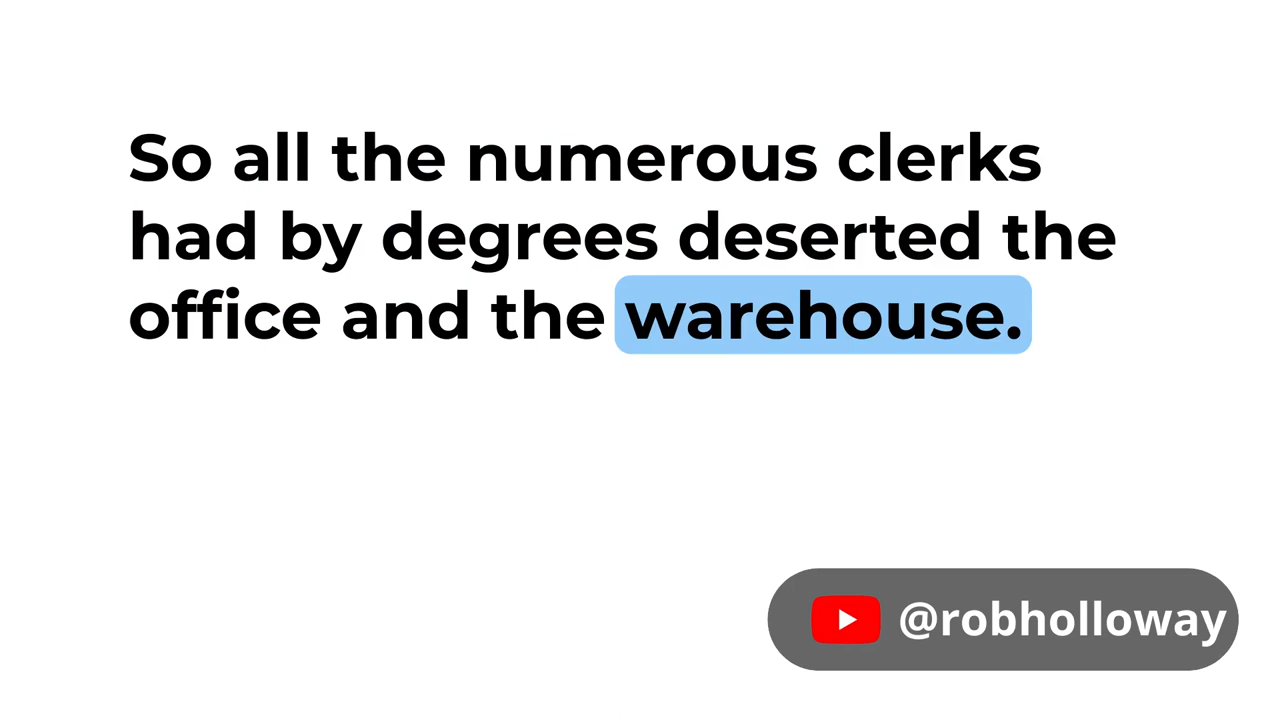 So all the numerous clerks
had by degrees deserted the
office and the warehouse.
@robholloway